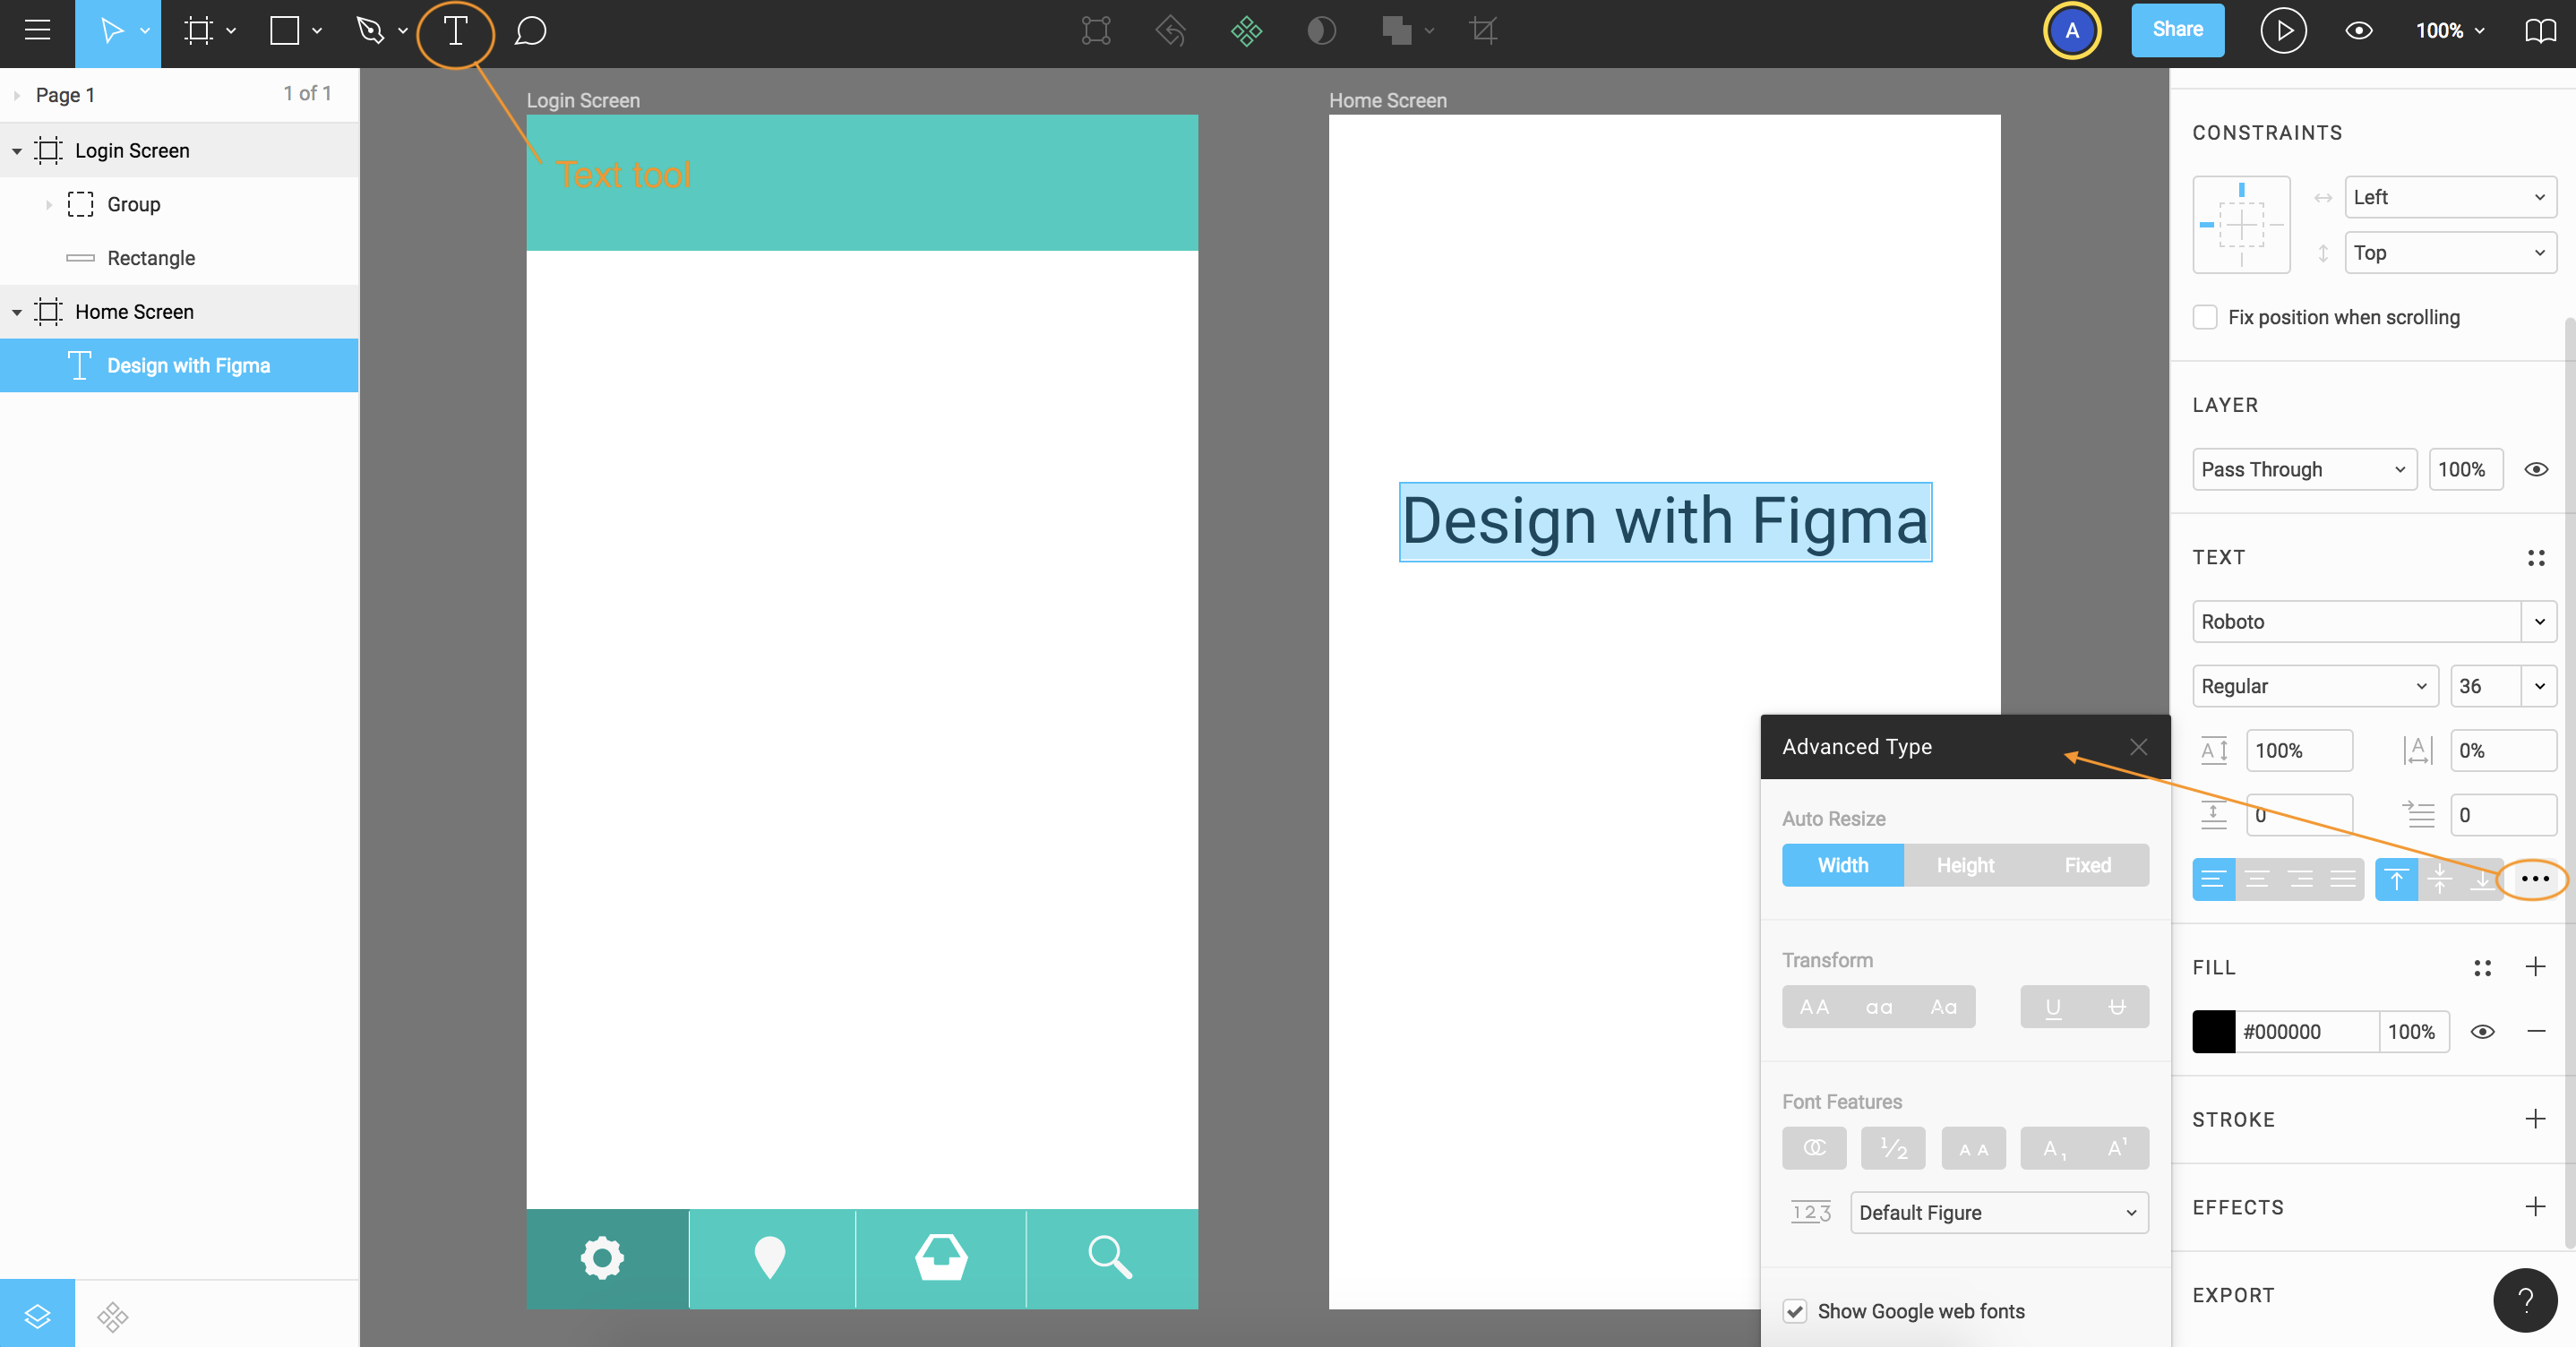 A
Share
100%
Page 1
1 of 1
Login Screen
Group
Rectangle
Home Screen
Design with Figma
Login Screen
Text tool
Home Screen
Design with Figma
CONSTRAINTS
Left
Top
Fix position when scrolling
LAYER
Pass Through
100%
TEXT
Roboto
Regular
36
A
100%
A
0%
0
0
FILL
#000000
100%
STROKE
EFFECTS
EXPORT
?
Advanced Type
Auto Resize
Width
Height
Fixed
Transform
AA
aa
Aa
U
U
Font Features
1/2
A A
A1
A1
123
Default Figure
Show Google web fonts